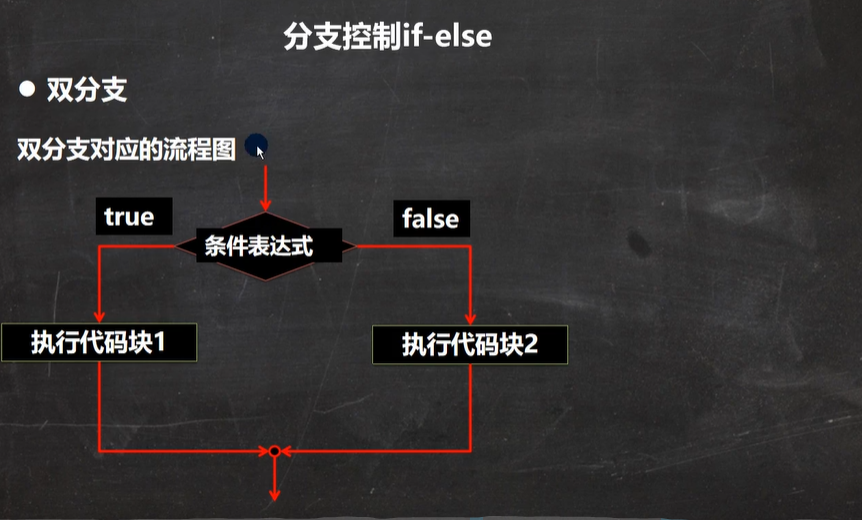 分支控制if-else
双分支
双分支对应的流程图
true
false
条件表达式
执行代码块1
执行代码块2